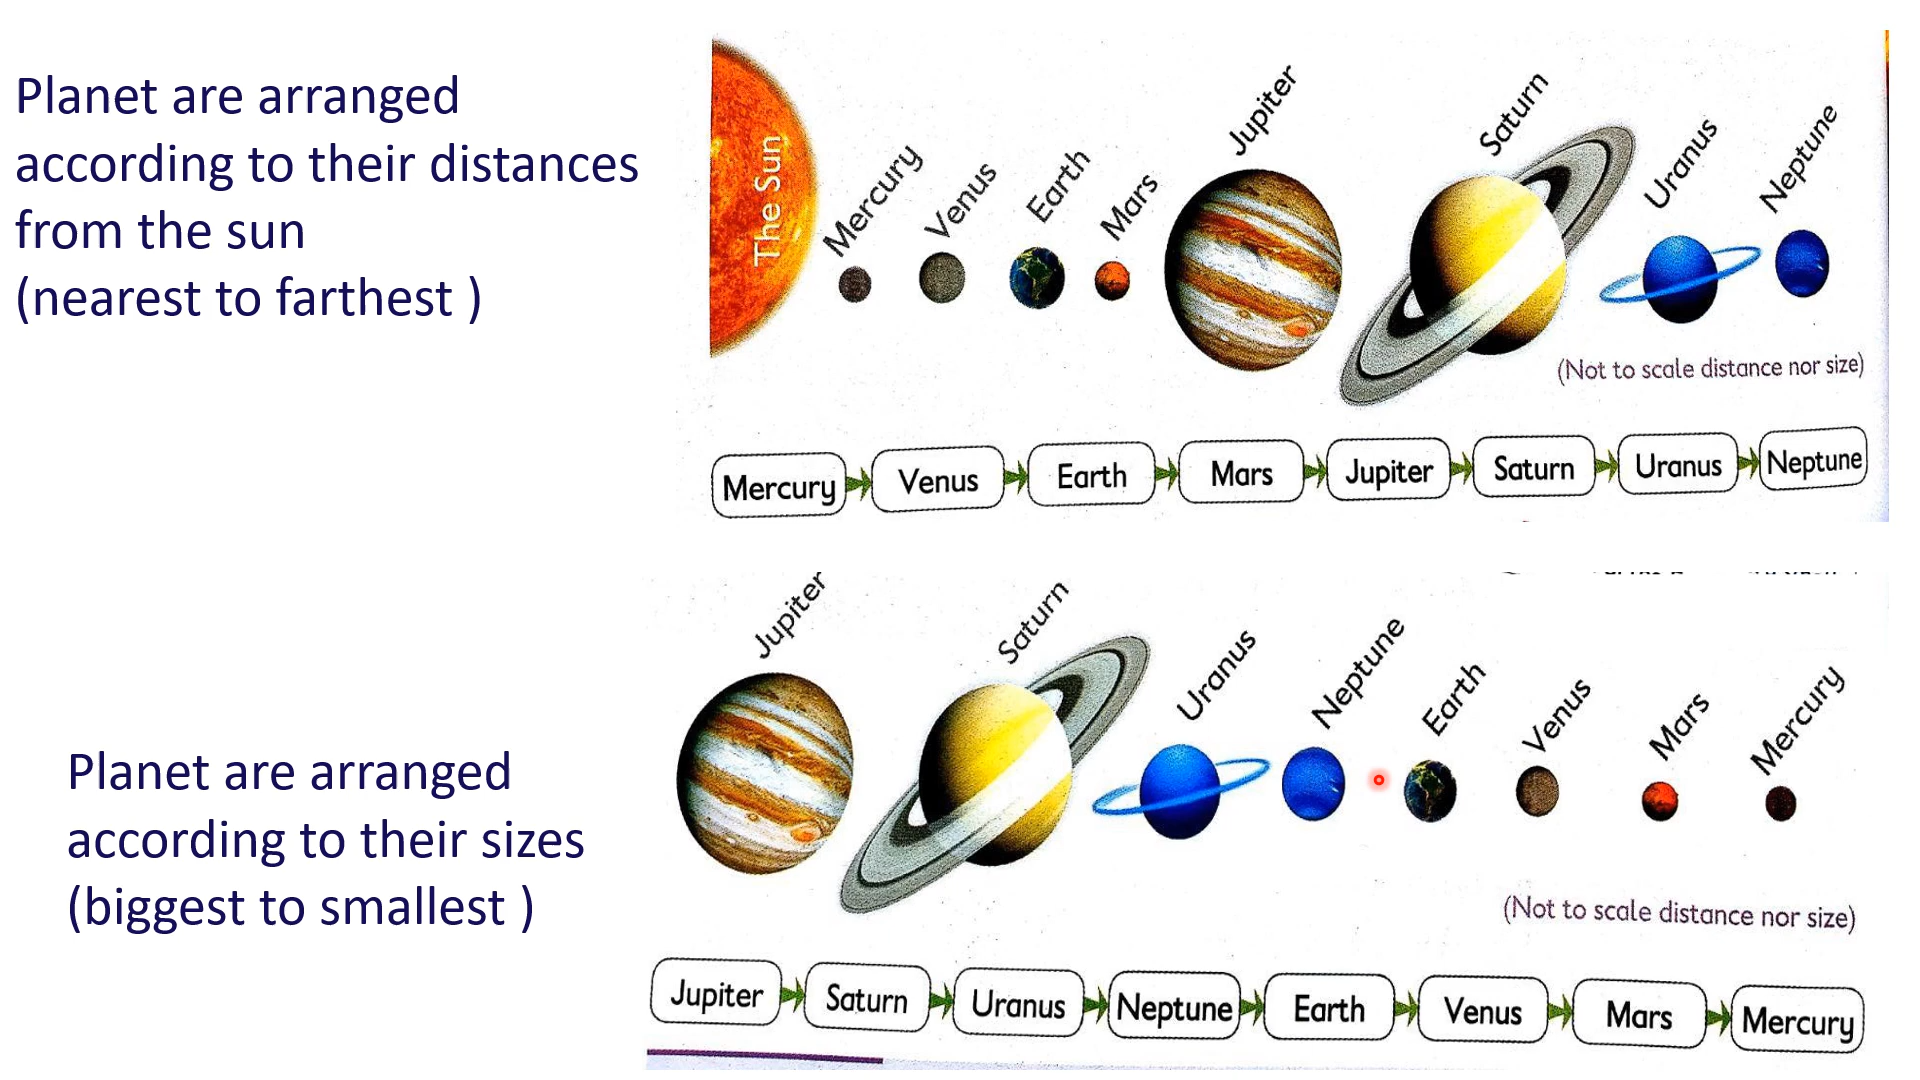 Planet are arranged
according to their distances
from the sun
(nearest to farthest )
The Sun
Mercury
Venus
Earth
Mars
Jupiter
Saturn
Uranus
Neptune
(Not to scale distance nor size)
Mercury Venus Earth Mars Jupiter Saturn Uranus Neptune
Planet are arranged
according to their sizes
(biggest to smallest )
Jupiter
Saturn
Uranus
Neptune
Earth
Venus
Mars
Mercury
(Not to scale distance nor size)
Jupiter Saturn Uranus Neptune Earth Venus Mars Mercury